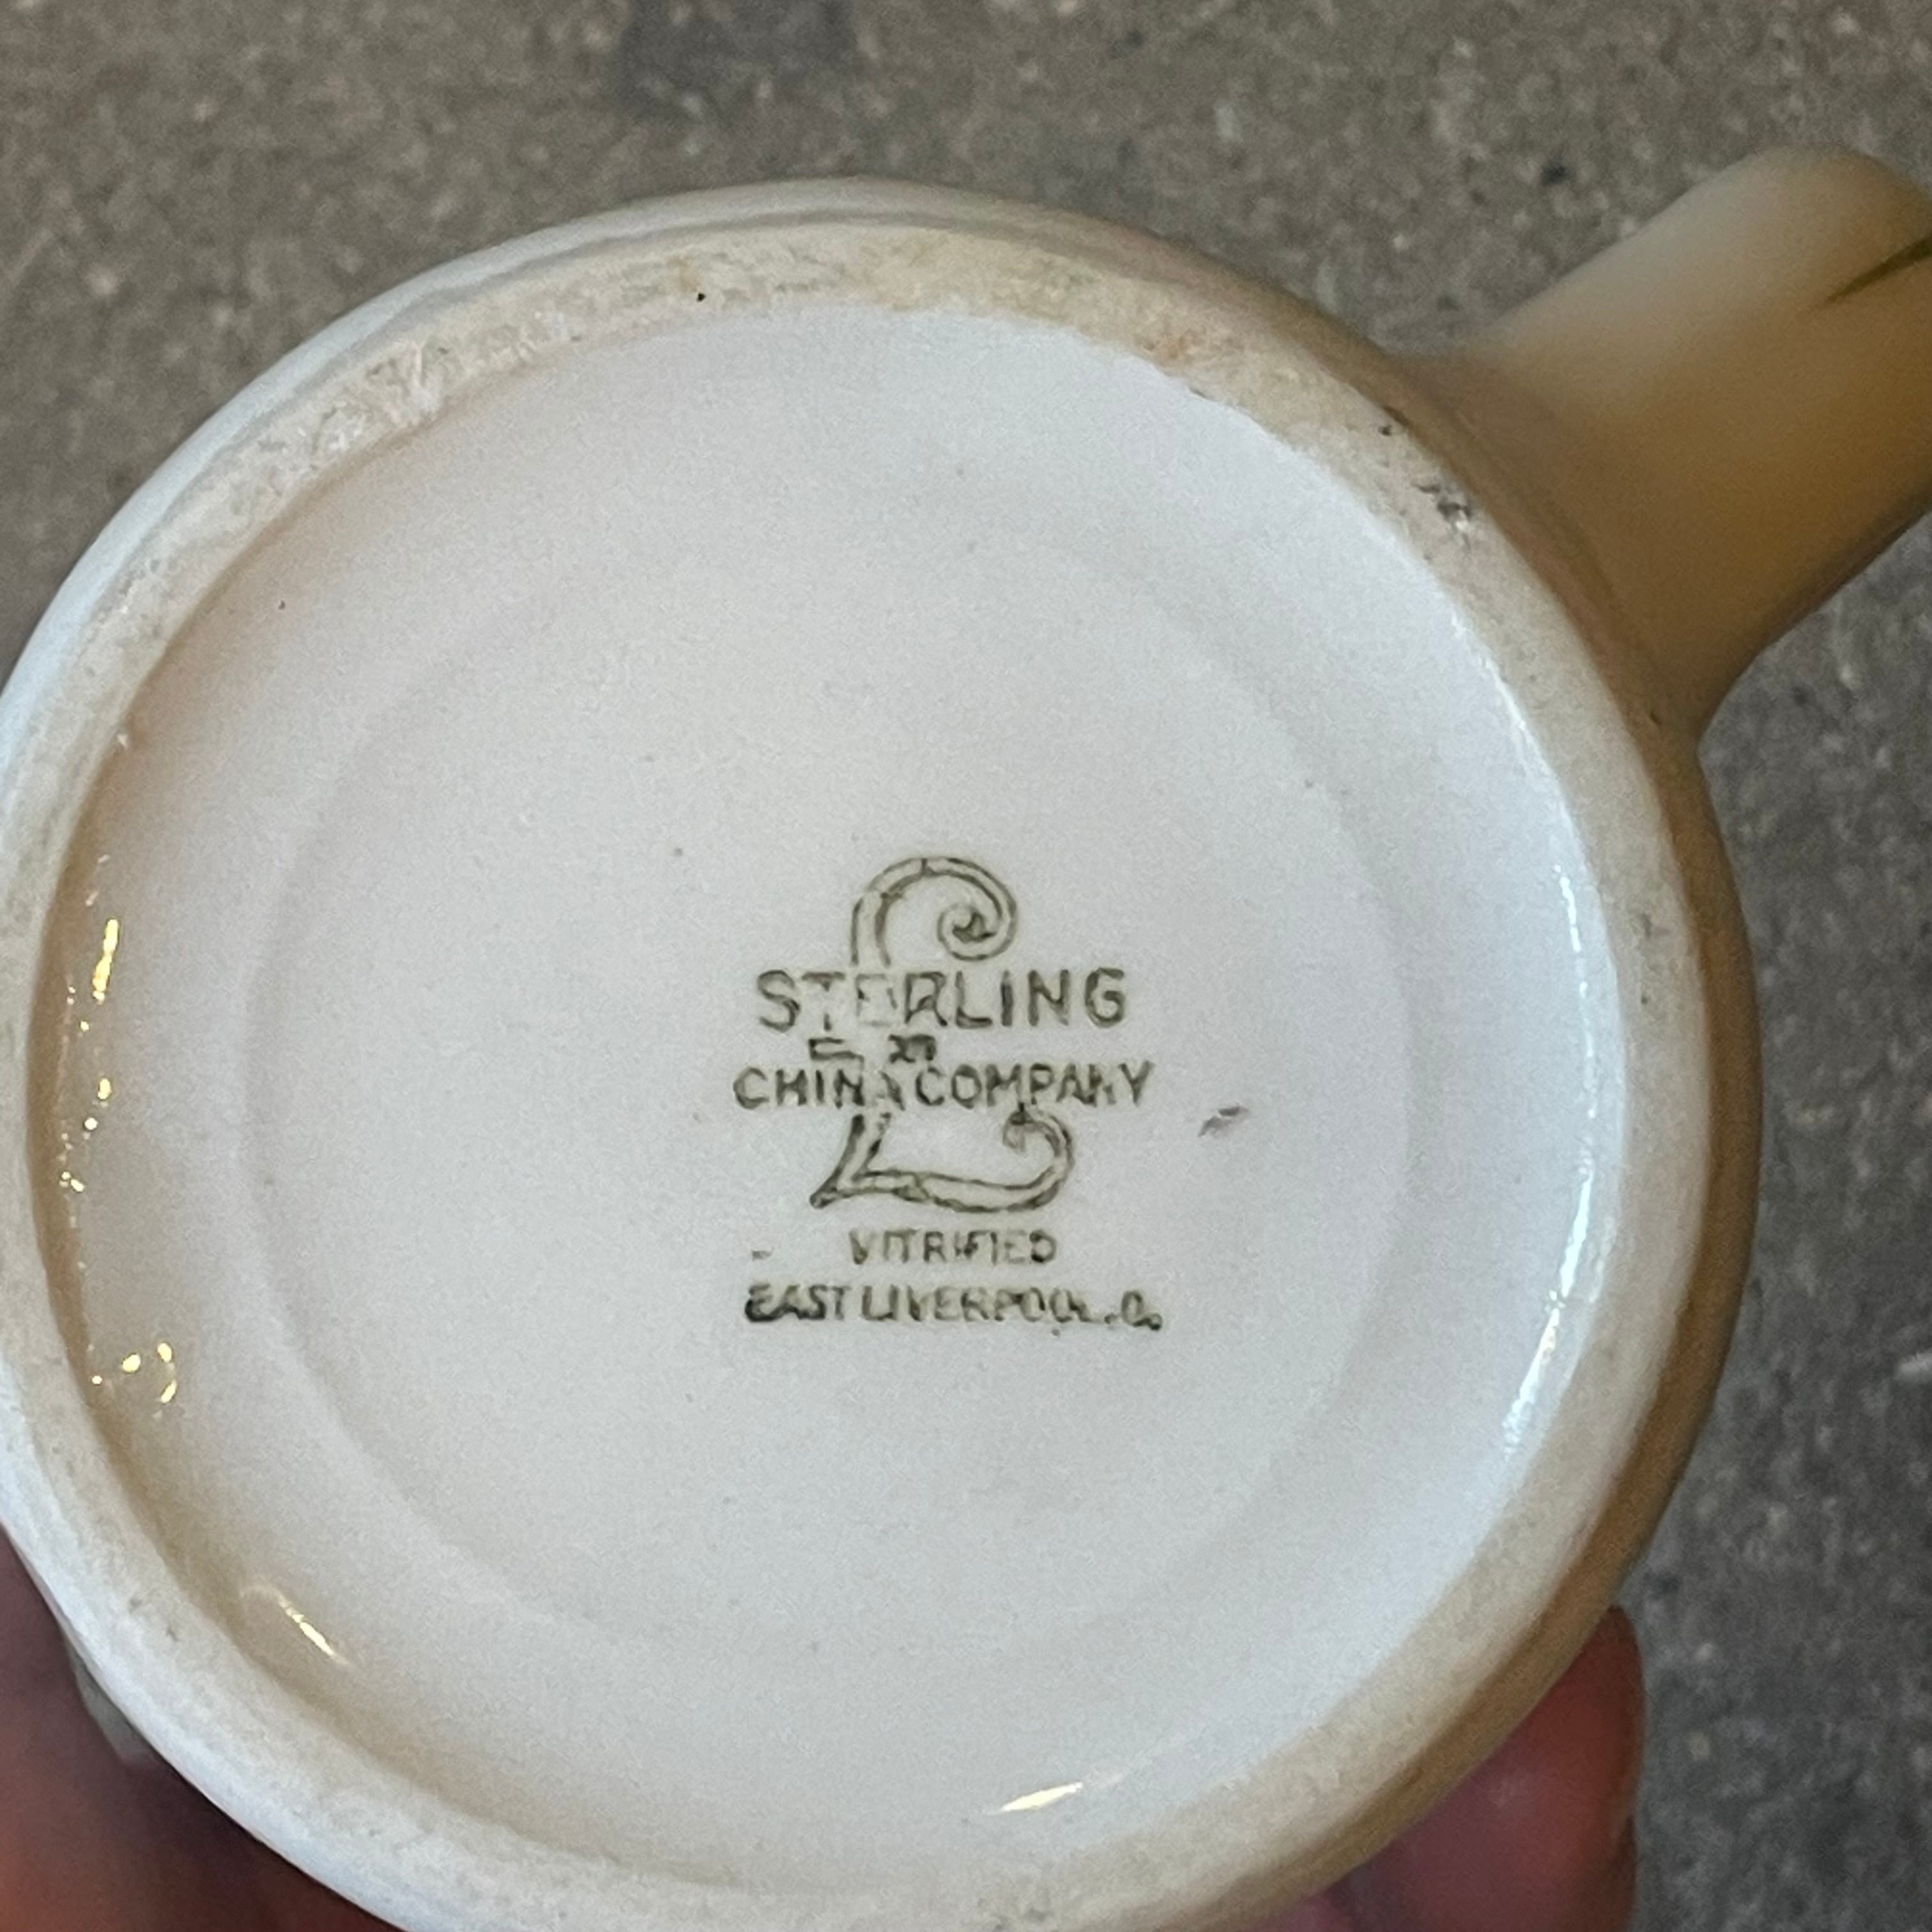 STERLING
CHINA COMPANY
VITRIFIED
EAST LIVERPOOL, O.